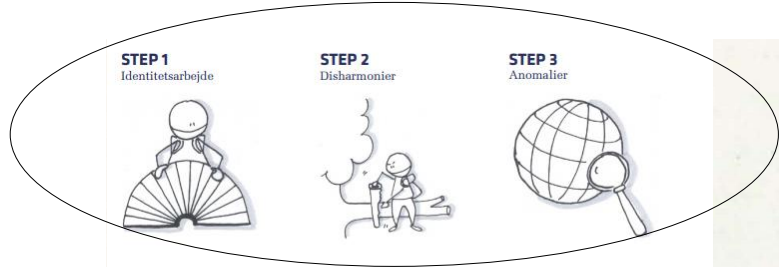 STEP 1
Identitetsarbejde
STEP 2
Disharmonier
STEP 3
Anomalier